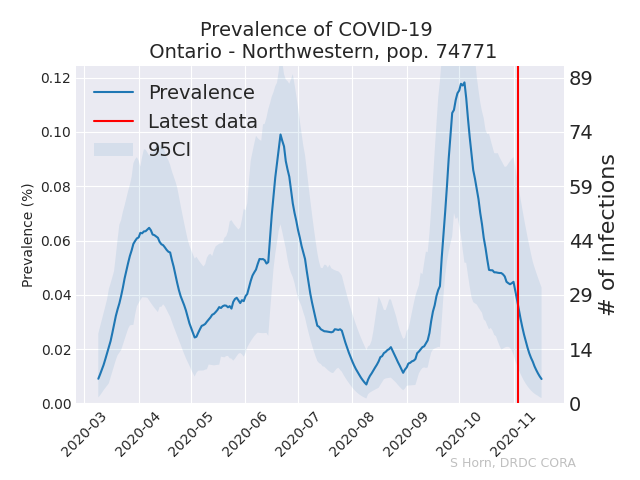 Prevalence of COVID-19
Ontario - Northwestern, pop. 74771
Prevalence
Latest data
95CI
Prevalence (%)
0.12
0.10
0.08
0.06
0.04
0.02
0.00
89
74
59
44
29
14
0
# of infections
2020-03
2020-04
2020-05
2020-06
2020-07
2020-08
2020-09
2020-10
2020-11
S Horn, DRDC CORA